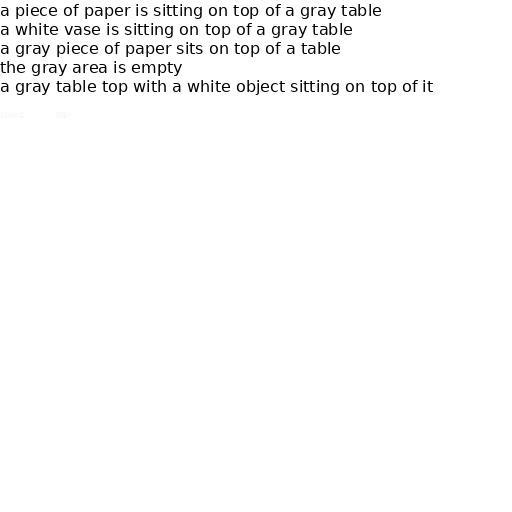 a piece of paper is sitting on top of a gray table
a white vase is sitting on top of a gray table
a gray piece of paper sits on top of a table
the gray area is empty
a gray table top with a white object sitting on top of it